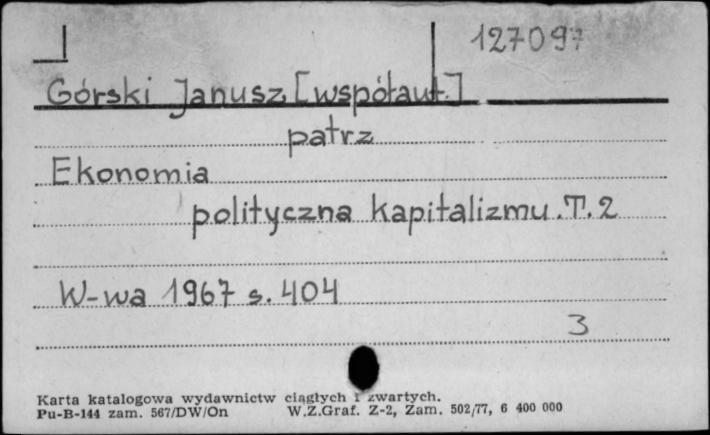 127097
Górski Janusz [współaut.]
patrz
Ekonomia
polityczna kapitalizmu. T. 2
W-wa 1967 s. 404
3
Karta katalogowa wydawnictw ciągłych i zwartych.
Pu-B-144 zam. 567/DW/On W.Z.Graf. Z-2, Zam. 502/77, 6 400 000